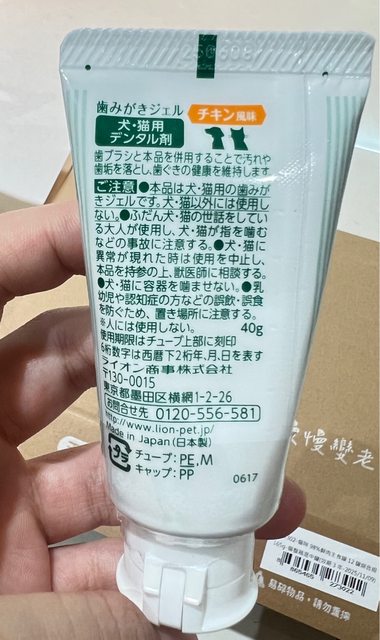 250608
歯みがきジェル チキン風味
犬・猫用
デンタル剤
歯ブラシと本品を併用することで汚れや
歯垢を落とし、歯ぐきの健康を維持します。
ご注意 ●本品は犬・猫用の歯みが
きジェルです。犬・猫以外には使用し
ない。●ふだん犬・猫の世話をしてい
る大人が使用し、犬・猫が指を噛む
などの事故に注意する。●犬・猫に
異常が現れた時は使用を中止し、
本品を持参の上、獣医師に相談する。
●犬・猫に容器を噛ませない。●乳
幼児や認知症の方などの誤飲・誤食
を防ぐため、置き場所に注意する。
※人には使用しない。 40g
使用期限はチューブ上部に刻印
6桁数字は西暦下2桁年、月、日を表す
ライオン商事株式会社
〒130-0015
東京都墨田区横網1-2-26
お問合せ先 0120-556-581
http://www.lion-pet.jp/
Made in Japan(日本製)
プラ
チューブ:PE,M
キャップ:PP
0617
慢變老
易碎物品,請勿重摔